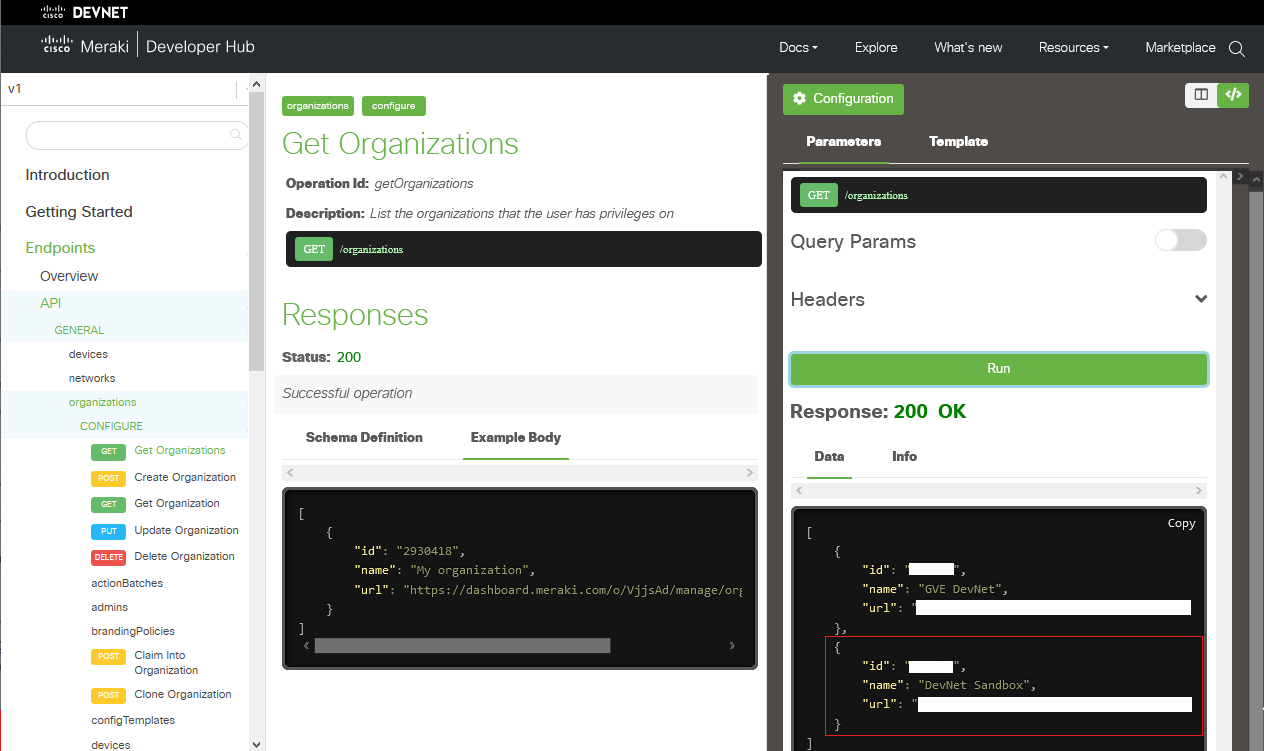 cisco DEVNET
cisco Meraki Developer Hub
Docs Explore What's new Resources Marketplace
v1
Introduction
Getting Started
Endpoints
Overview
API
GENERAL
devices
networks
organizations
CONFIGURE
GET Get Organizations
POST Create Organization
GET Get Organization
PUT Update Organization
DELETE Delete Organization
actionBatches
admins
brandingPolicies
POST Claim Into
Organization
POST Clone Organization
configTemplates
devices
organizations configure
Get Organizations
Operation Id: getOrganizations
Description: List the organizations that the user has privileges on
GET /organizations
Responses
Status: 200
Successful operation
Schema Definition Example Body
[
{
"id": "2930418",
"name": "My organization",
"url": "https://dashboard.meraki.com/o/VjjsAd/manage/org
}
]
Configuration
Parameters Template
GET /organizations
Query Params
Headers
Run
Response: 200 OK
Data Info
Copy
[
{
"id": " ",
"name": "GVE DevNet",
"url": "
},
{
"id": " ",
"name": "DevNet Sandbox",
"url": "
}
]